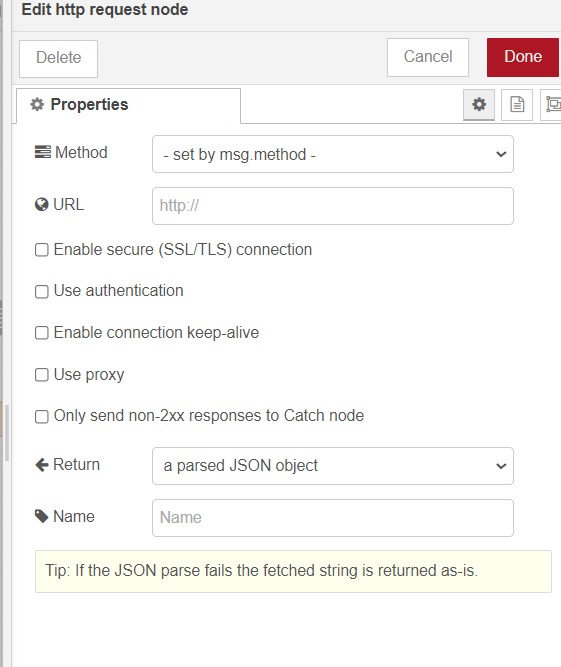 Edit http request node
Delete
Cancel
Done
Properties
Method
- set by msg.method -
URL
http://
Enable secure (SSL/TLS) connection
Use authentication
Enable connection keep-alive
Use proxy
Only send non-2xx responses to Catch node
Return
a parsed JSON object
Name
Name
Tip: If the JSON parse fails the fetched string is returned as-is.